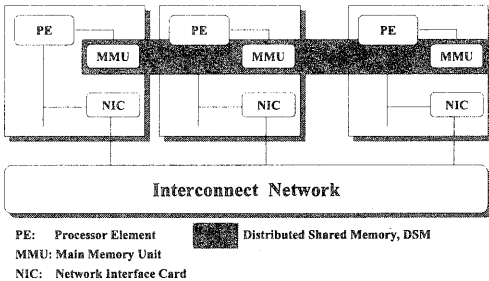 PE PE PE
MMU MMU MMU
NIC NIC NIC
Interconnect Network
PE: Processor Element Distributed Shared Memory, DSM
MMU: Main Memory Unit
NIC: Network Interface Card